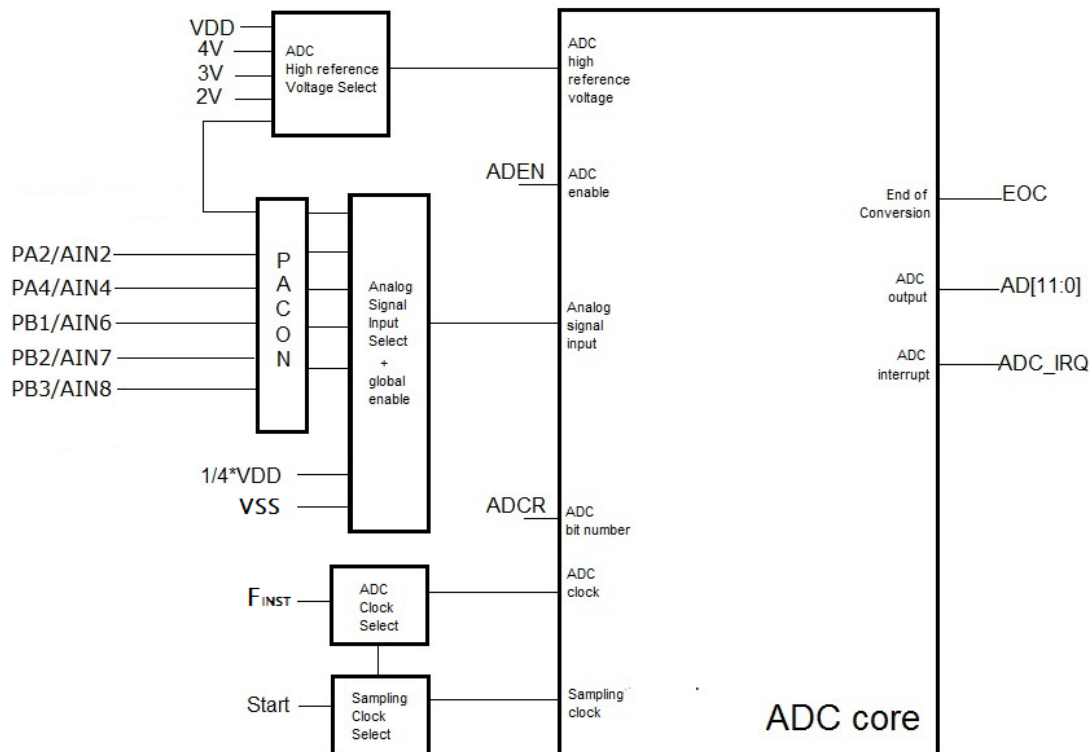 VDD
4V
3V
2V
ADC
High reference
Voltage Select
ADC
high
reference
voltage
ADEN
ADC
enable
End of
Conversion
EOC
PA2/AIN2
PA4/AIN4
PB1/AIN6
PB2/AIN7
PB3/AIN8
P
A
C
O
N
Analog
Signal
Input
Select
+
global
enable
Analog
signal
input
ADC
output
AD[11:0]
ADC
interrupt
ADC_IRQ
1/4*VDD
VSS
ADCR
ADC
bit number
FINST
ADC
Clock
Select
ADC
clock
Start
Sampling
Clock
Select
Sampling
clock
ADC core